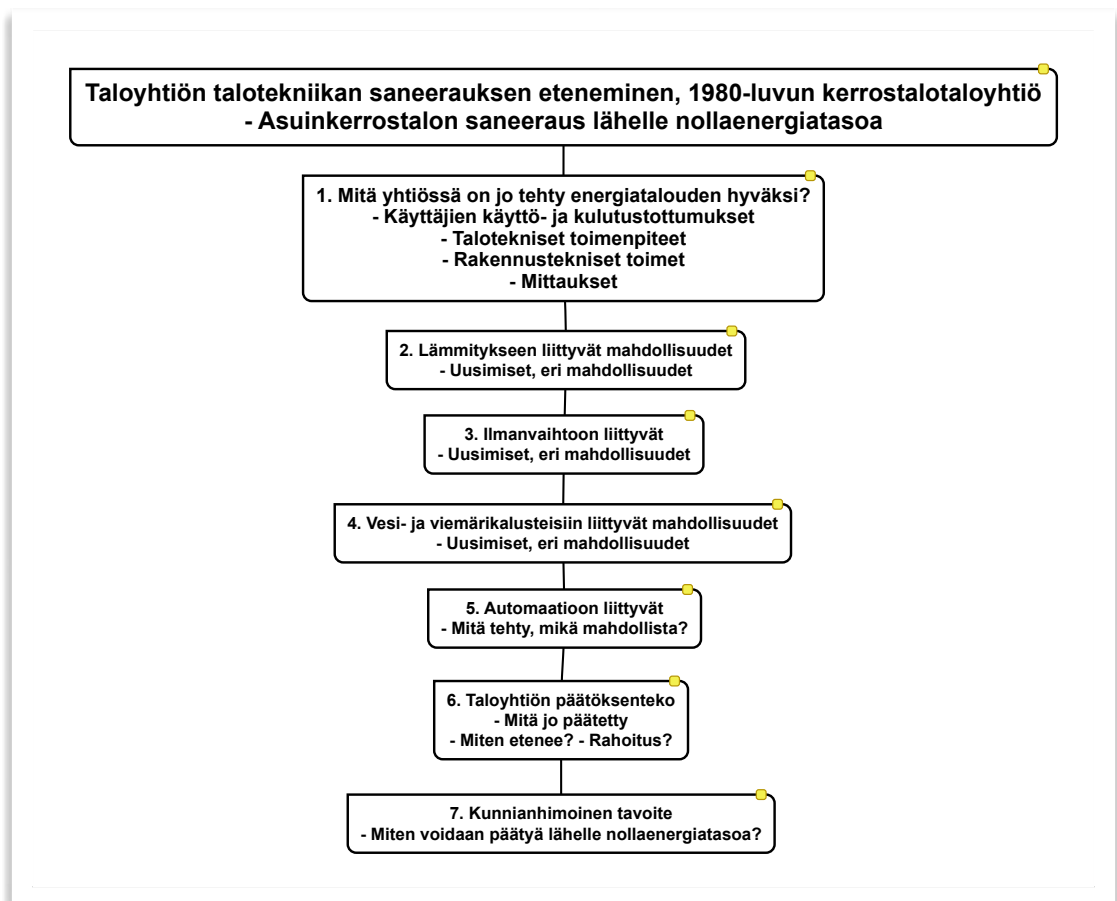 Taloyhtiön talotekniikan saneerauksen eteneminen, 1980-luvun kerrostalotaloyhtiö
- Asuinkerrostalon saneeraus lähelle nollaenergiatasoa
1. Mitä yhtiössä on jo tehty energiatalouden hyväksi?
- Käyttäjien käyttö- ja kulutustottumukset
- Talotekniset toimenpiteet
- Rakennustekniset toimet
- Mittaukset
2. Lämmitykseen liittyvät mahdollisuudet
- Uusimiset, eri mahdollisuudet
3. Ilmanvaihtoon liittyvät
- Uusimiset, eri mahdollisuudet
4. Vesi- ja viemärikalusteisiin liittyvät mahdollisuudet
- Uusimiset, eri mahdollisuudet
5. Automaatioon liittyvät
- Mitä tehty, mikä mahdollista?
6. Taloyhtiön päätöksenteko
- Mitä jo päätetty
- Miten etenee? - Rahoitus?
7. Kunnianhimoinen tavoite
- Miten voidaan päätyä lähelle nollaenergiatasoa?